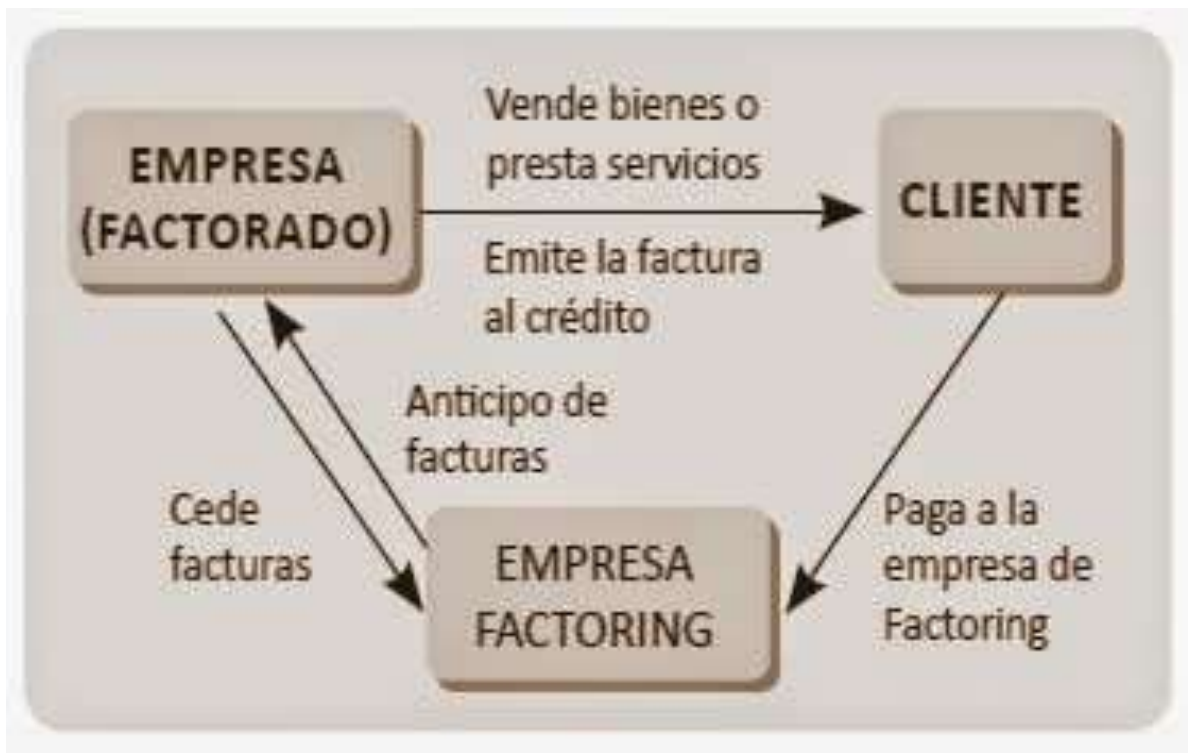 EMPRESA
(FACTORADO)
Vende bienes o
presta servicios
Emite la factura
al crédito
CLIENTE
Anticipo de
facturas
Cede
facturas
EMPRESA
FACTORING
Paga a la
empresa de
Factoring